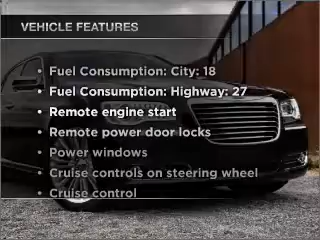 VEHICLE FEATURES
• Fuel Consumption: City: 18
• Fuel Consumption: Highway: 27
• Remote engine start
• Remote power door locks
• Power windows
• Cruise controls on steering wheel
• Cruise control